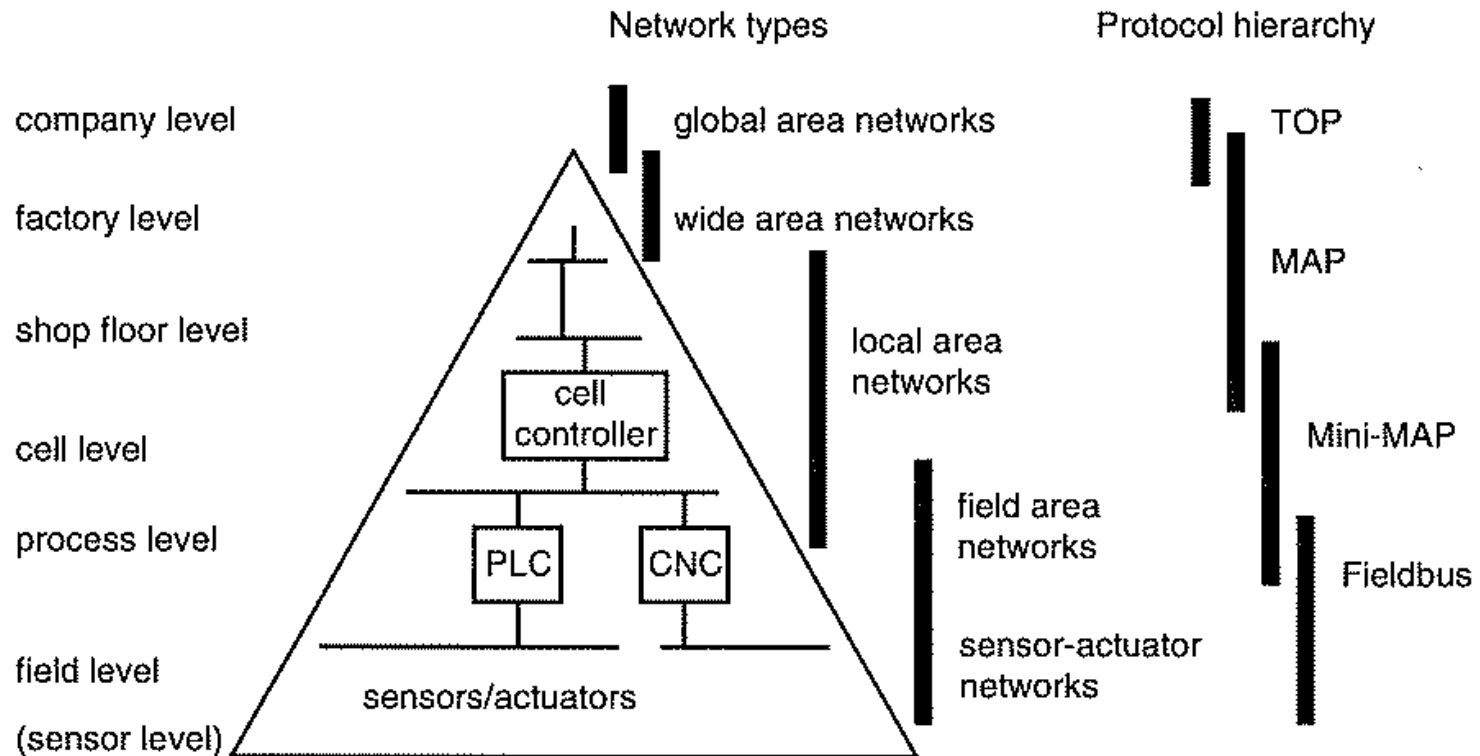 Network types
Protocol hierarchy
company level
global area networks
TOP
factory level
wide area networks
MAP
shop floor level
local area
networks
cell
controller
cell level
Mini-MAP
field area
networks
process level
PLC
CNC
Fieldbus
sensor-actuator
networks
field level
sensors/actuators
(sensor level)